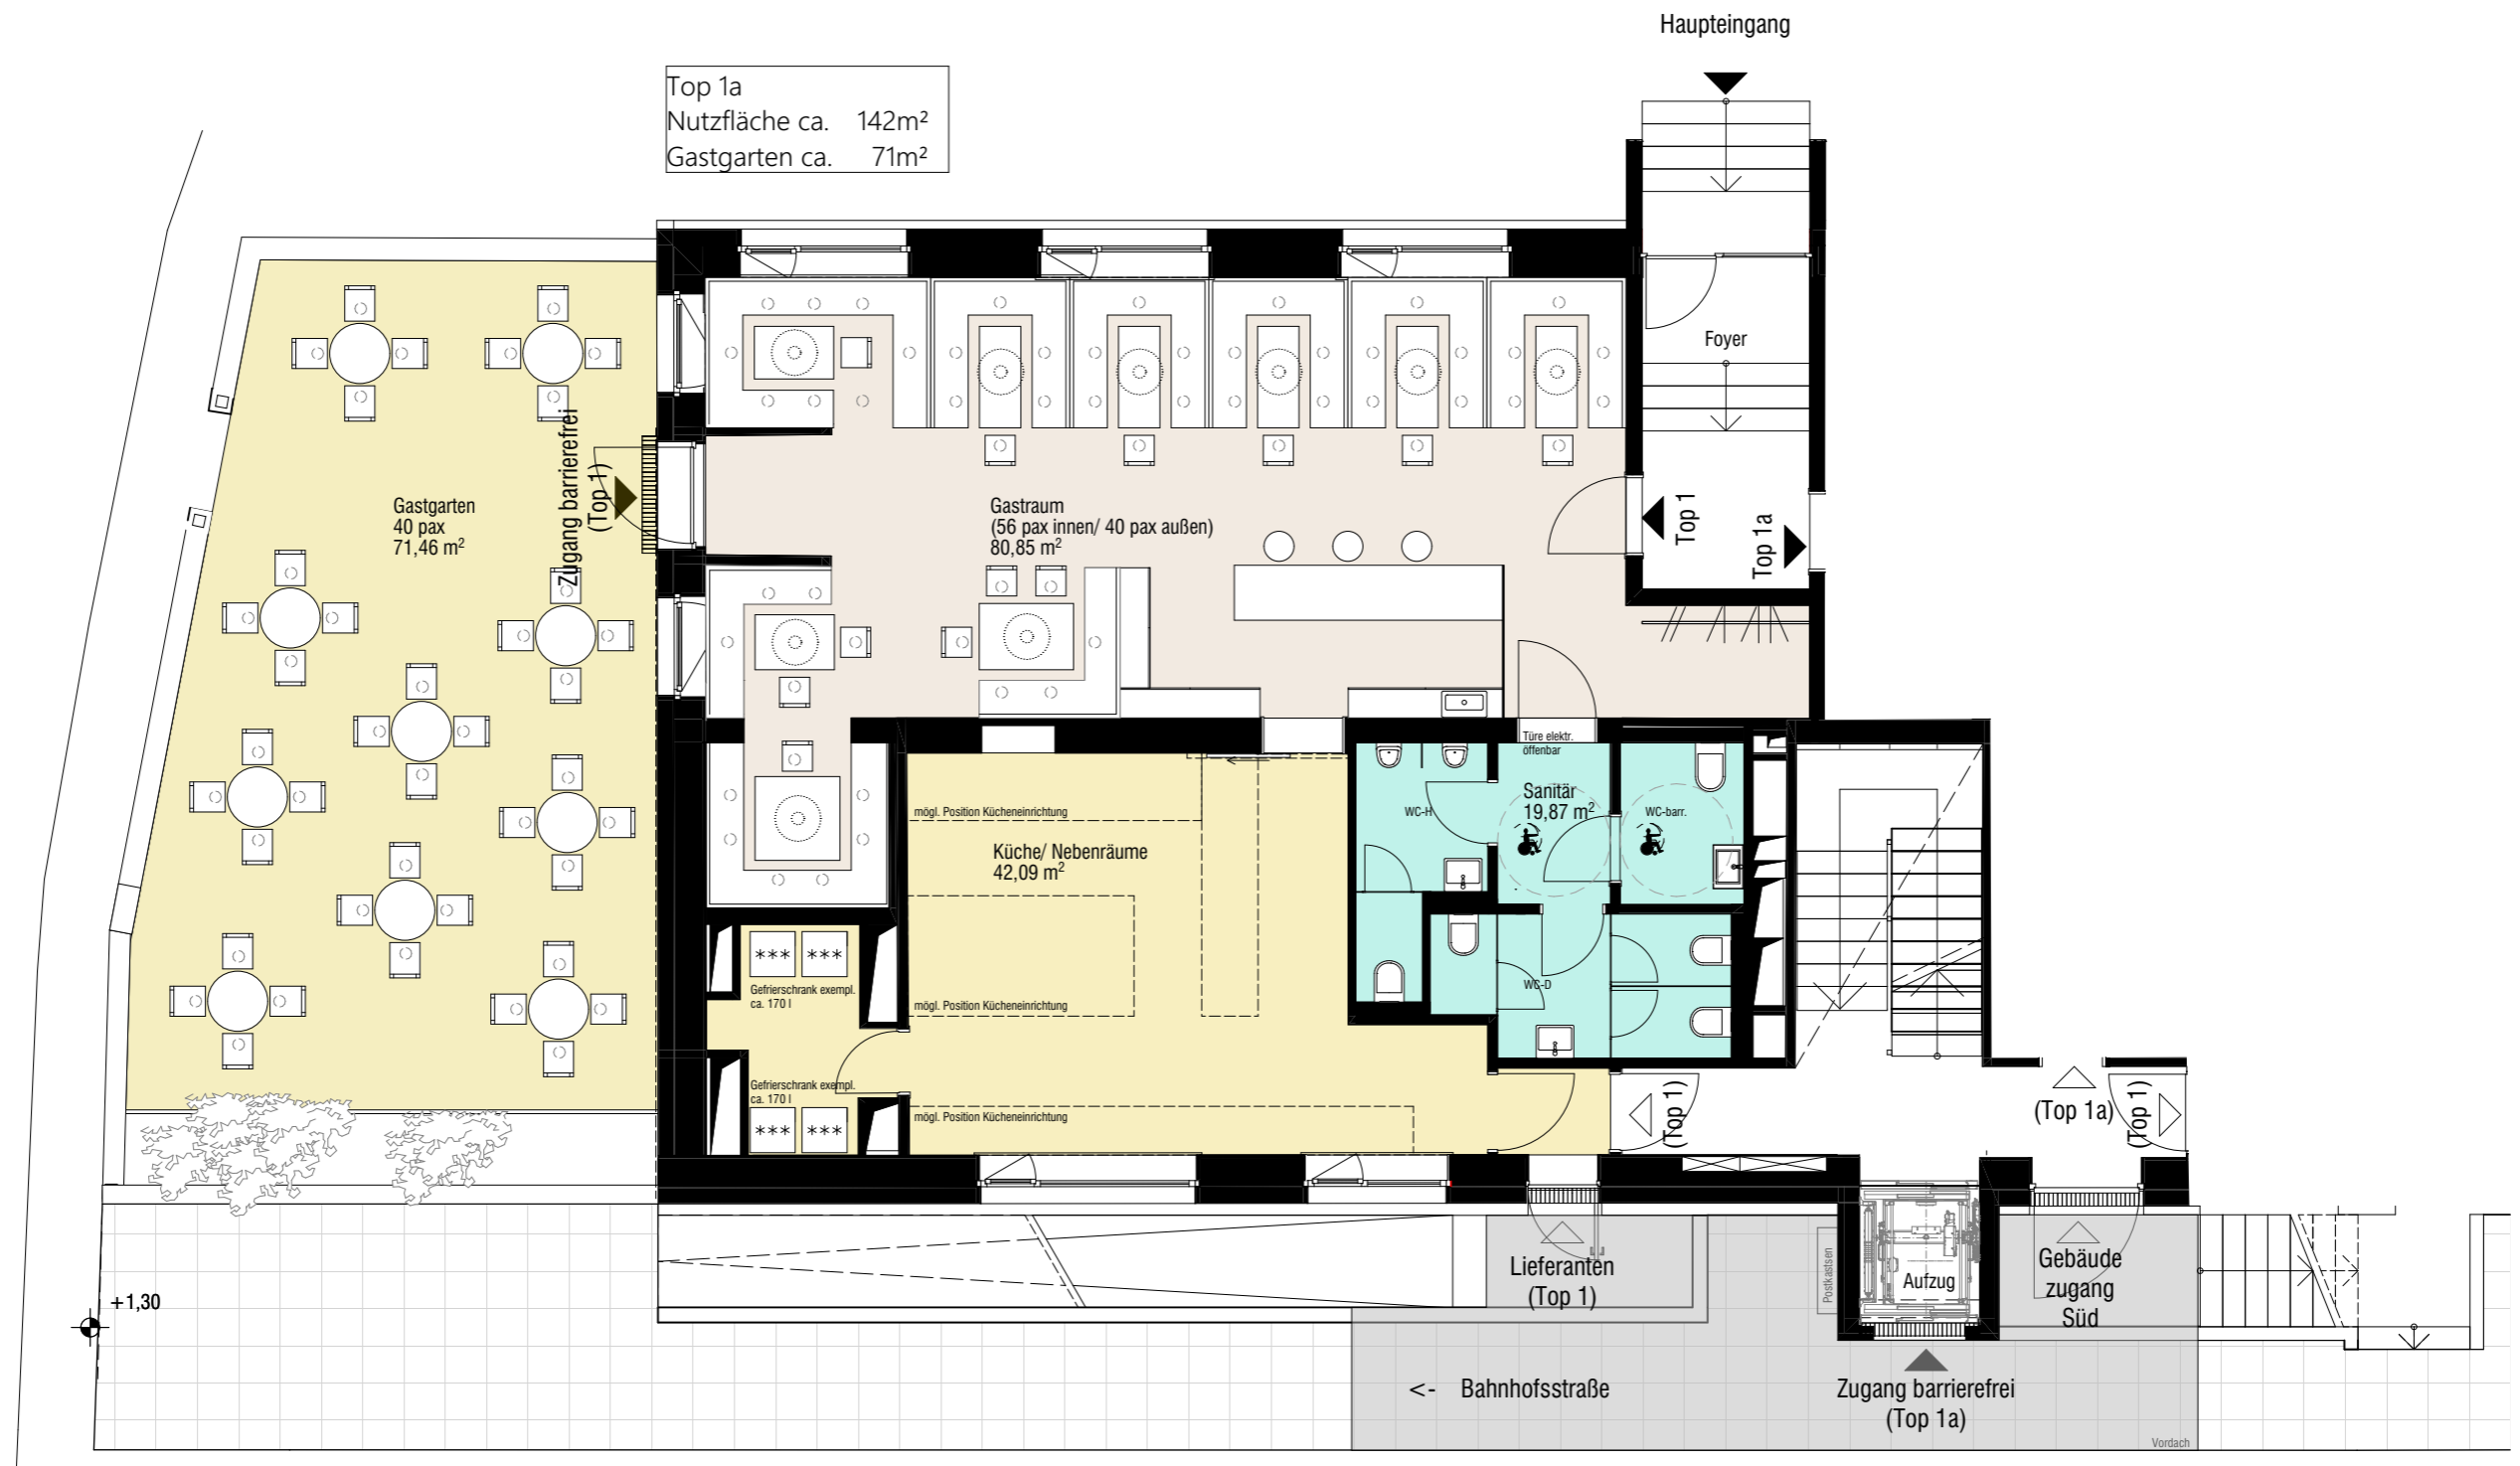 Haupteingang
Top 1a
Nutzfläche ca. 142m²
Gastgarten ca. 71m²
Foyer
Zugang barrierefrei
(Top 1)
Gastgarten
40 pax
71,46 m²
Gastraum
(56 pax innen/ 40 pax außen)
80,85 m²
Top 1
Top 1a
Türe elektr.
öffenbar
Sanitär
19,87 m²
WC-H
WC-barr.
mögl. Position Kücheneinrichtung
Küche/ Nebenräume
42,09 m²
*** ***
Gefrierschrank exempl.
ca. 170 l
mögl. Position Kücheneinrichtung
WC-D
Gefrierschrank exempl.
ca. 170 l
*** ***
mögl. Position Kücheneinrichtung
(Top 1)
(Top 1a)
(Top 1)
Lieferanten
(Top 1)
Postkastsen
Aufzug
Gebäude
zugang
Süd
+1,30
<- Bahnhofsstraße
Zugang barrierefrei
(Top 1a)
Vordach